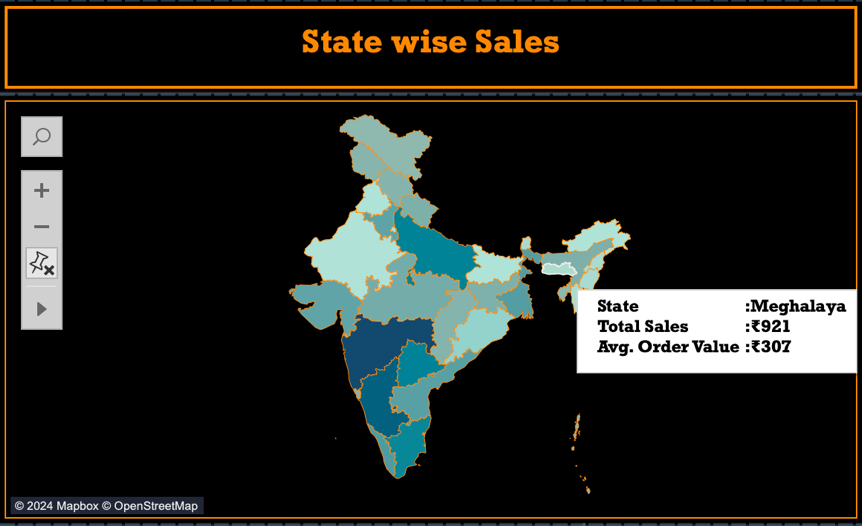 State wise Sales
State :Meghalaya
Total Sales :₹921
Avg. Order Value :₹307
© 2024 Mapbox © OpenStreetMap